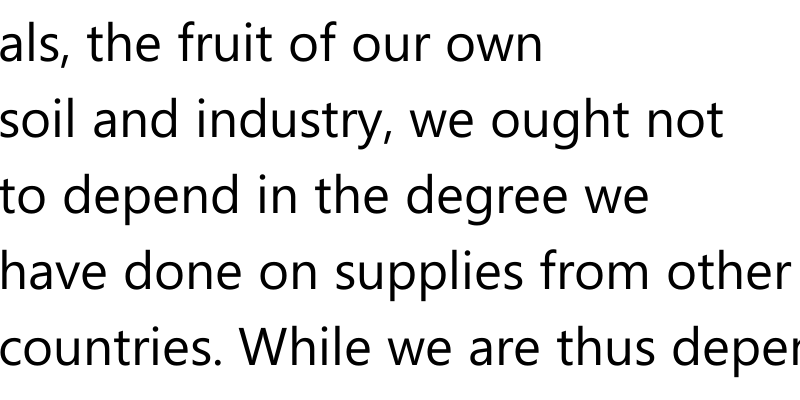 als, the fruit of our own
soil and industry, we ought not
to depend in the degree we
have done on supplies from other
countries. While we are thus